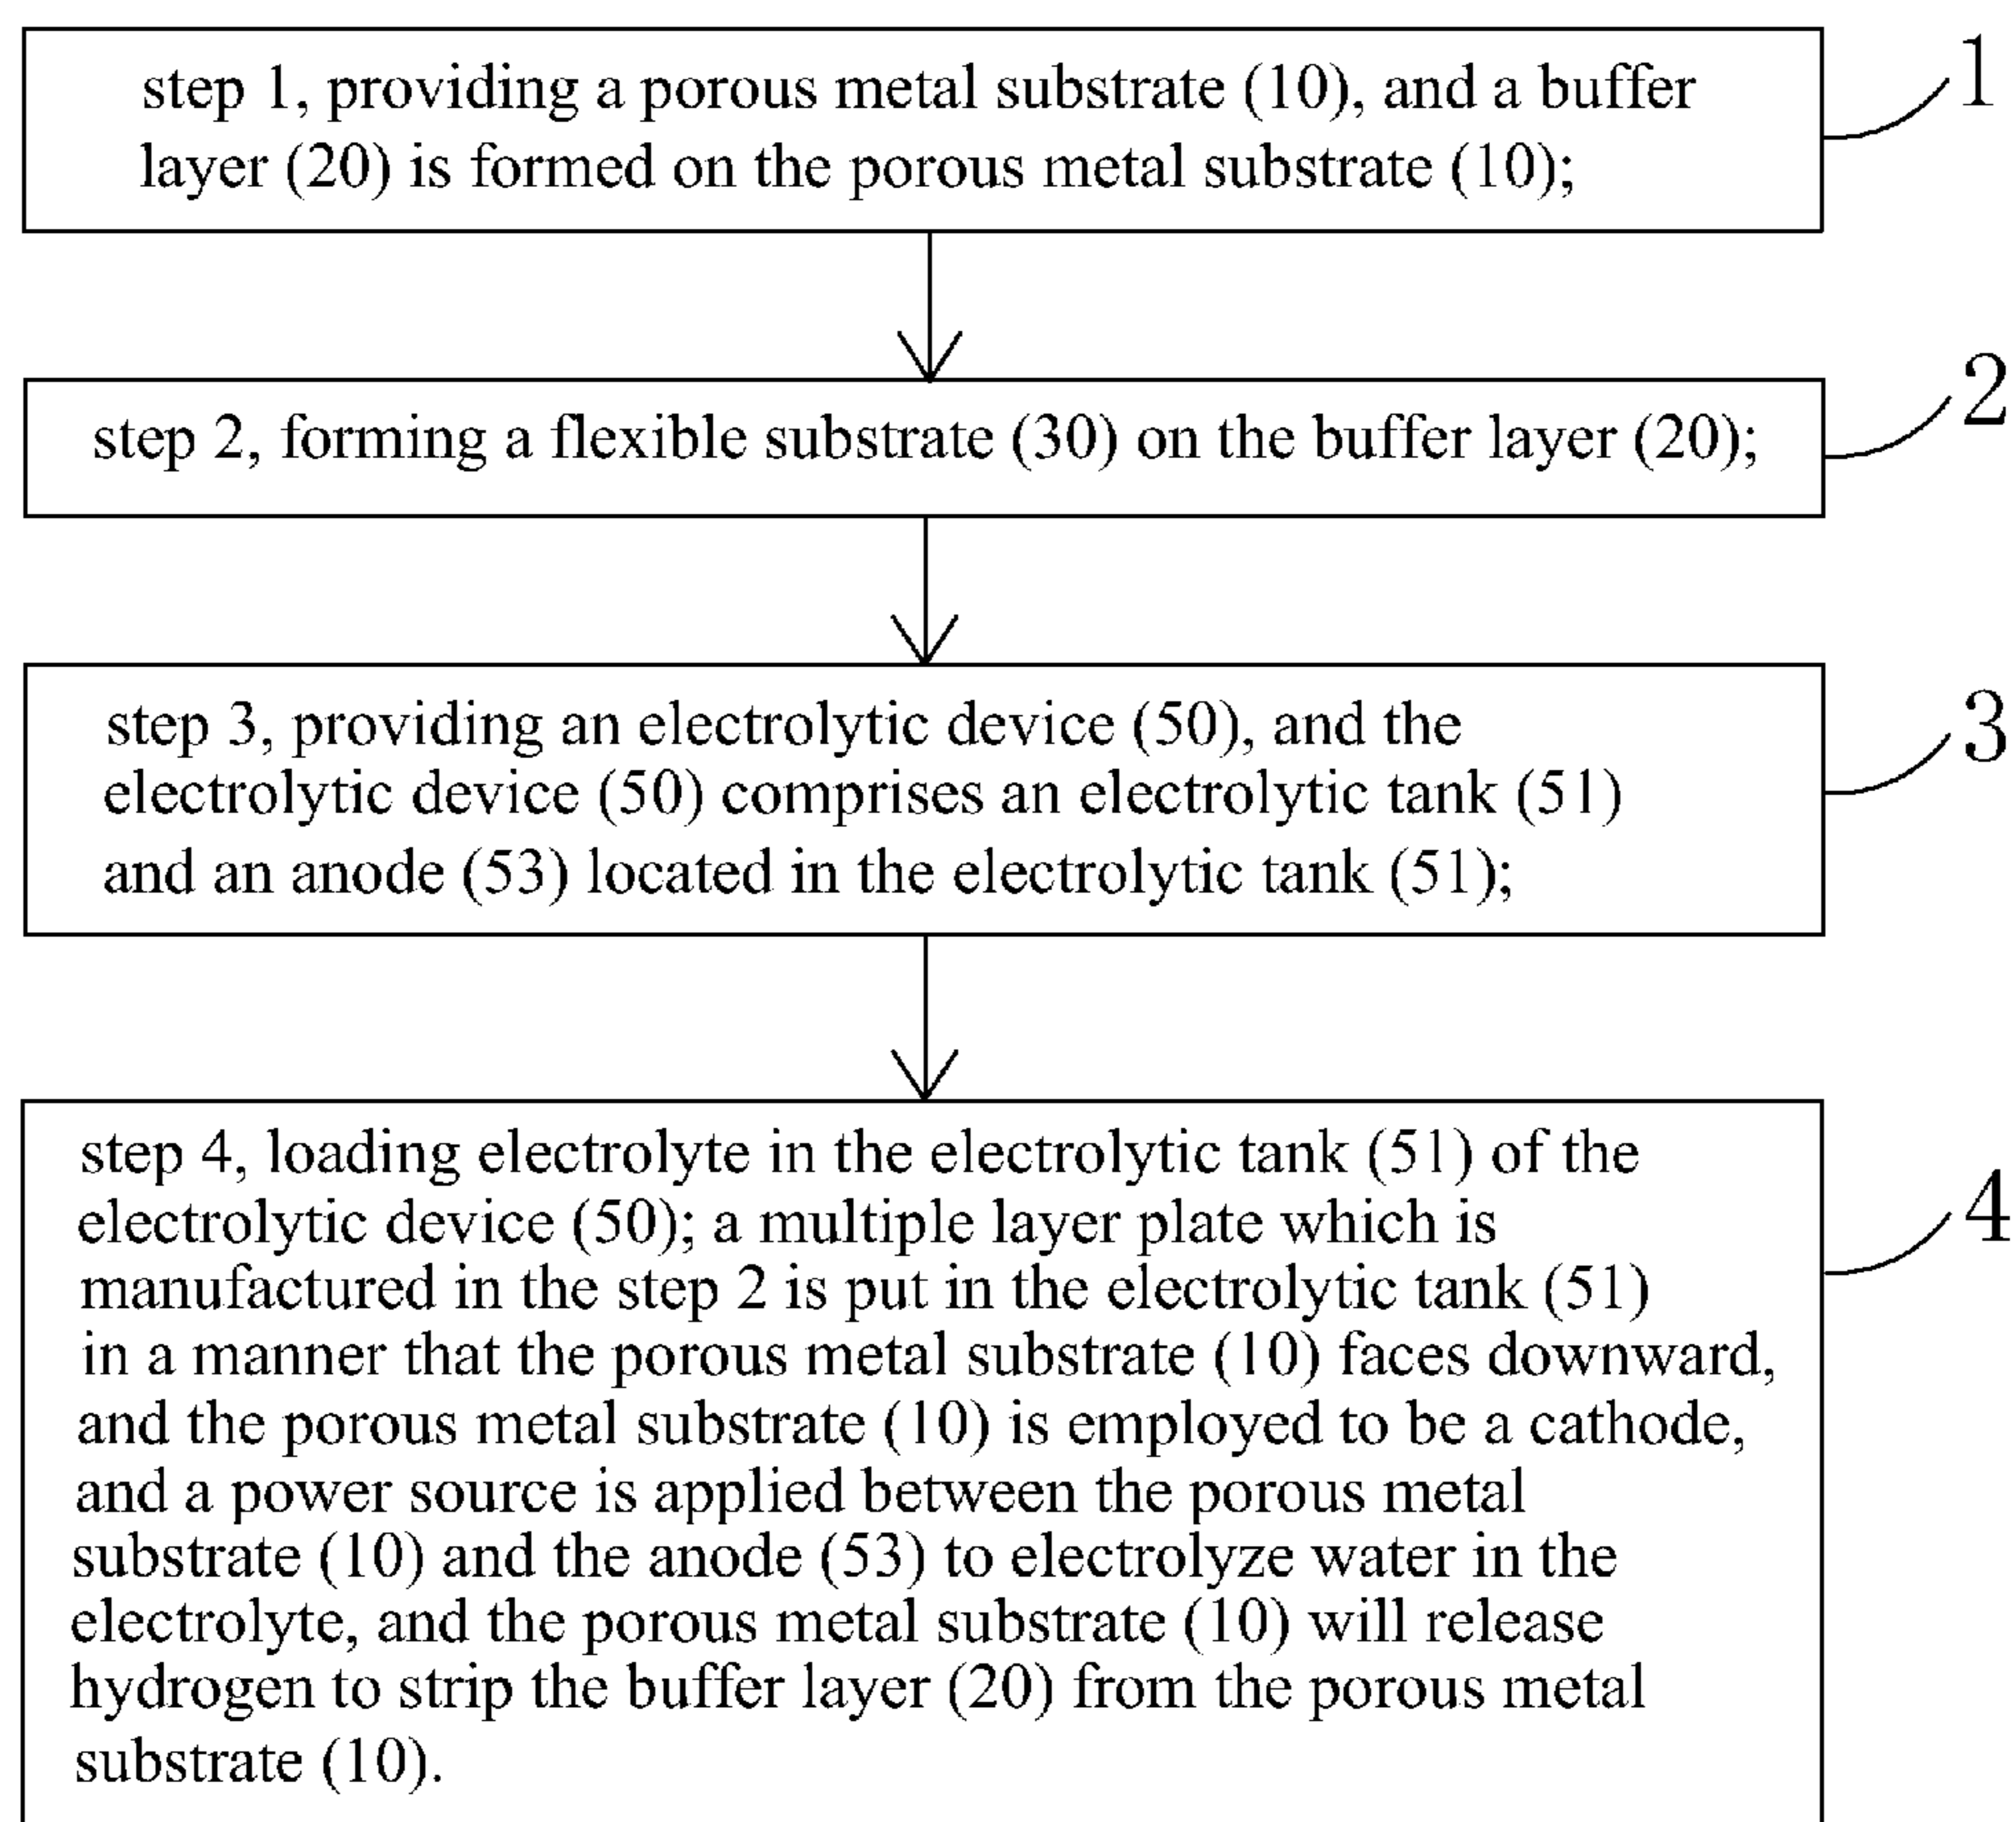 step 1, providing a porous metal substrate (10), and a buffer
layer (20) is formed on the porous metal substrate (10);
1
step 2, forming a flexible substrate (30) on the buffer layer (20);
2
step 3, providing an electrolytic device (50), and the
electrolytic device (50) comprises an electrolytic tank (51)
and an anode (53) located in the electrolytic tank (51);
3
step 4, loading electrolyte in the electrolytic tank (51) of the
electrolytic device (50); a multiple layer plate which is
manufactured in the step 2 is put in the electrolytic tank (51)
in a manner that the porous metal substrate (10) faces downward,
and the porous metal substrate (10) is employed to be a cathode,
and a power source is applied between the porous metal
substrate (10) and the anode (53) to electrolyze water in the
electrolyte, and the porous metal substrate (10) will release
hydrogen to strip the buffer layer (20) from the porous metal
substrate (10).
4